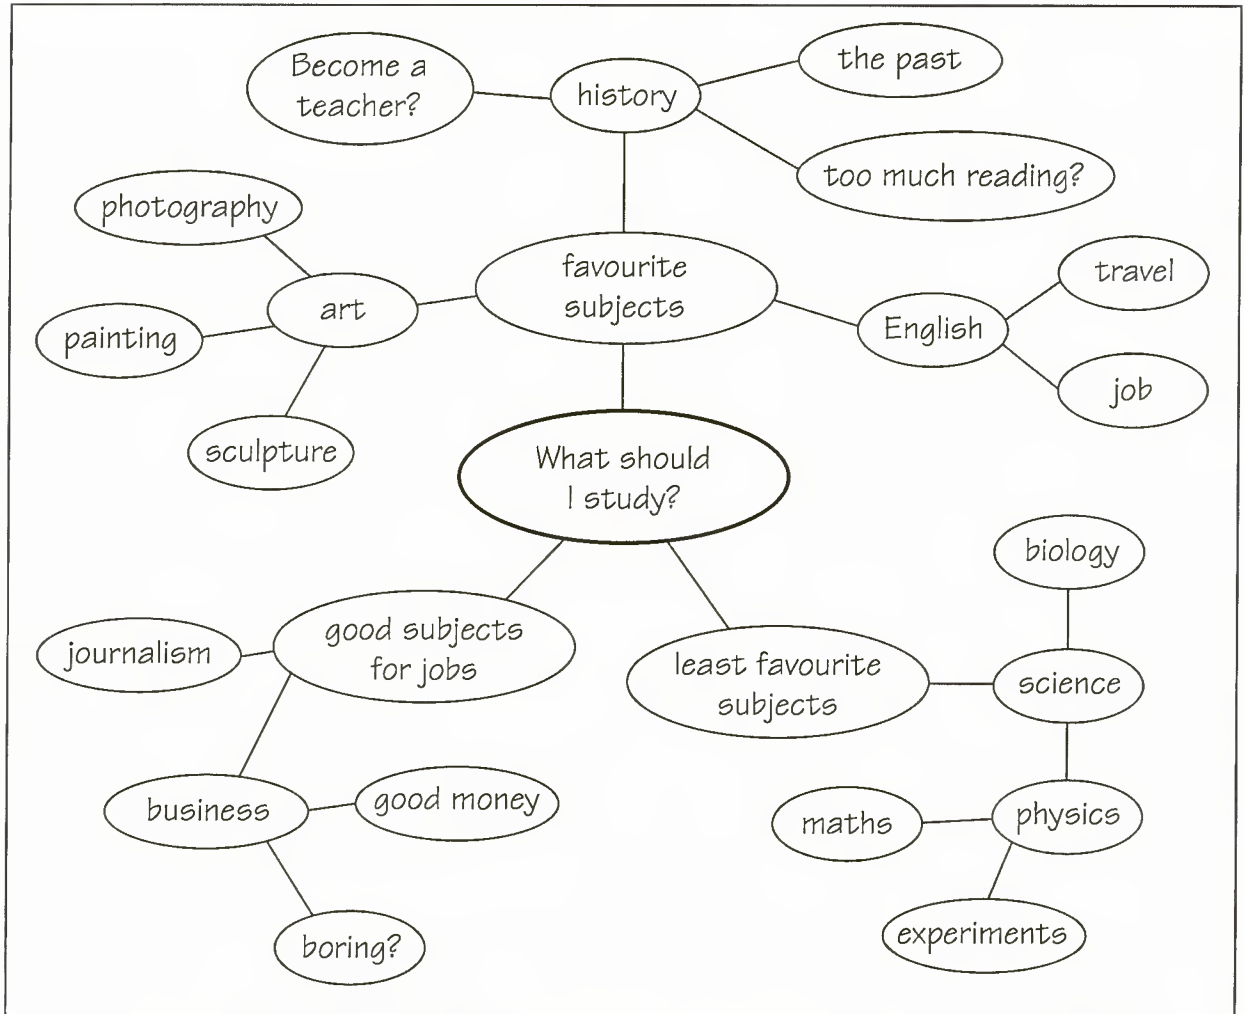 Become a
teacher?
history
the past
too much reading?
photography
art
painting
sculpture
favourite
subjects
English
travel
job
What should
I study?
good subjects
for jobs
journalism
business
good money
boring?
least favourite
subjects
science
biology
physics
maths
experiments